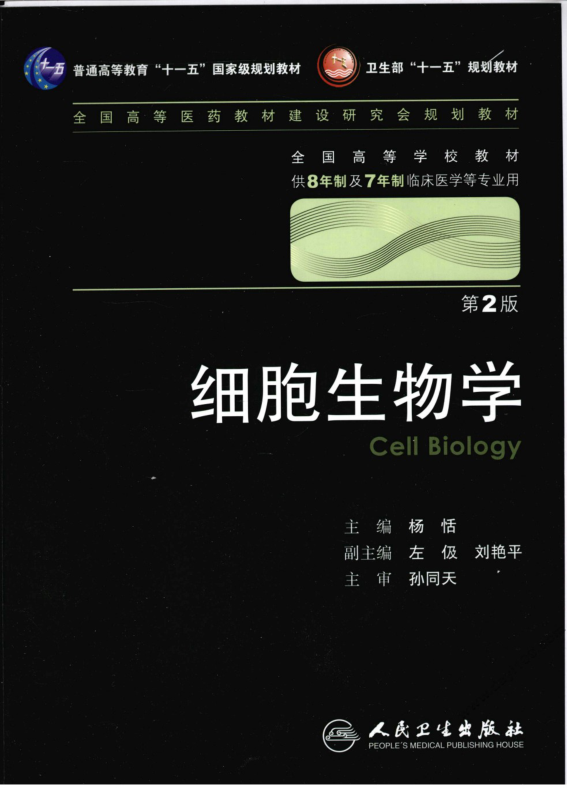 十一五 普通高等教育“十一五”国家级规划教材 卫生部“十一五”规划教材
全国高等医药教材建设研究会规划教材
全国高等学校教材
供8年制及7年制临床医学等专业用
第2版
细胞生物学
Cell Biology
主编 杨恬
副主编 左伋 刘艳平
主审 孙同天
人民卫生出版社
PEOPLE'S MEDICAL PUBLISHING HOUSE